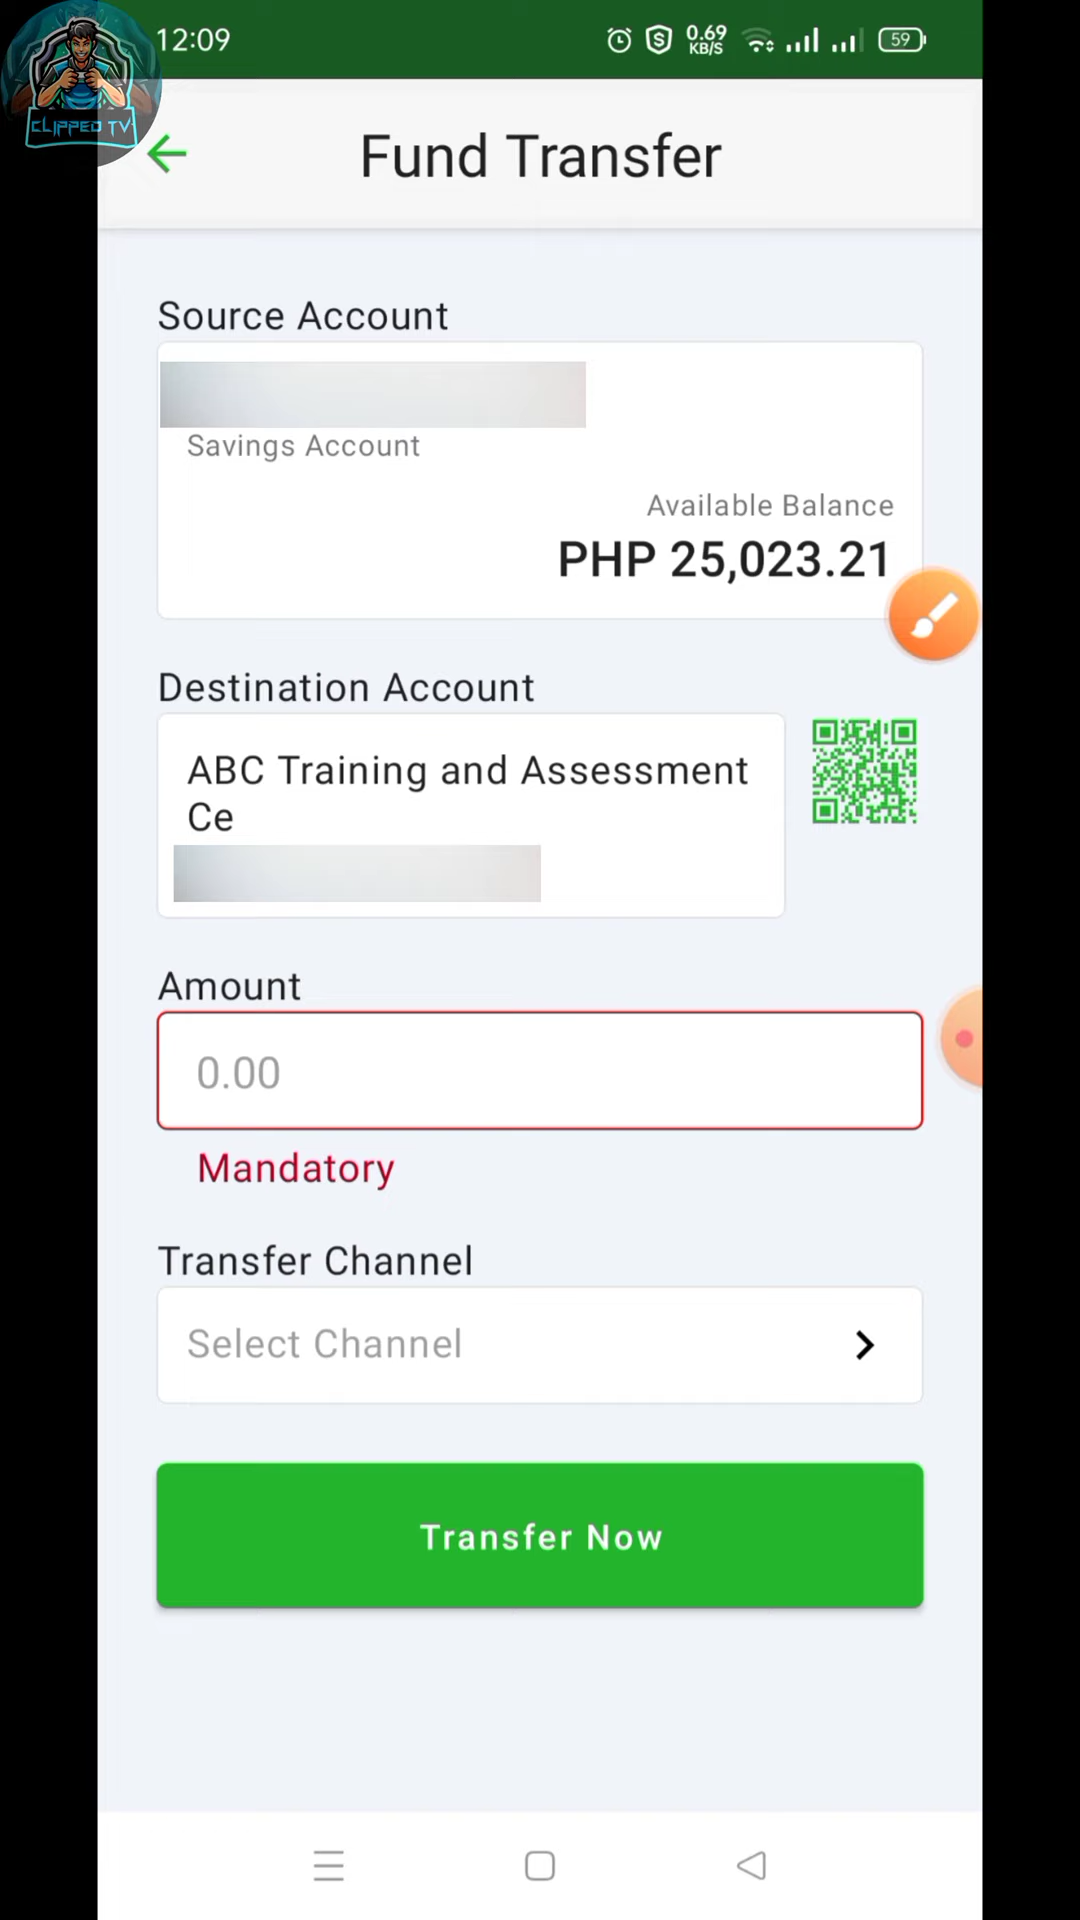 CLIPPED TV
12:09
0.69
KB/S
59
Fund Transfer
Source Account
Savings Account
Available Balance
PHP 25,023.21
Destination Account
ABC Training and Assessment
Ce
Amount
0.00
Mandatory
Transfer Channel
Select Channel
Transfer Now